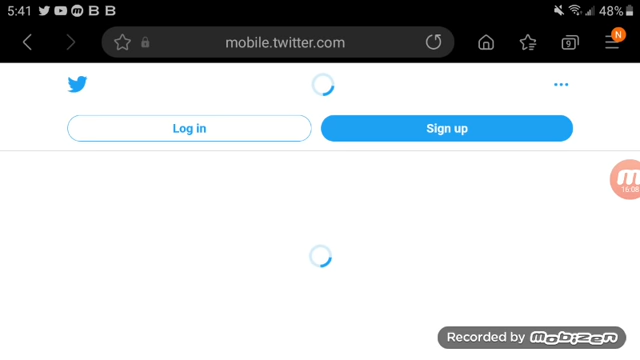 5:41 B B 48%
mobile.twitter.com
9
N
Log in
Sign up
16:08
Recorded by mobizen